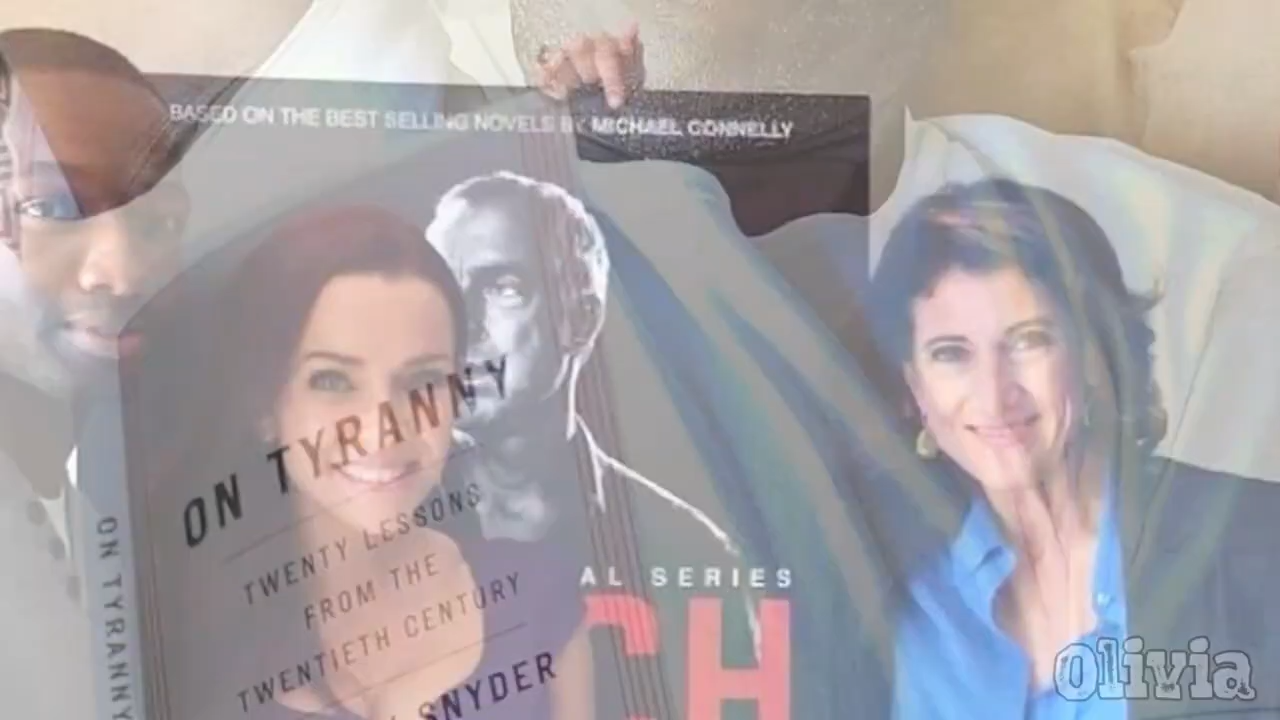 BASED ON THE BEST SELLING NOVELS BY MICHAEL CONNELLY
ON TYRANNY
TWENTY LESSONS
FROM THE
TWENTIETH CENTURY
SNYDER
ON TYRANNY
AL SERIES
CH
Olivia